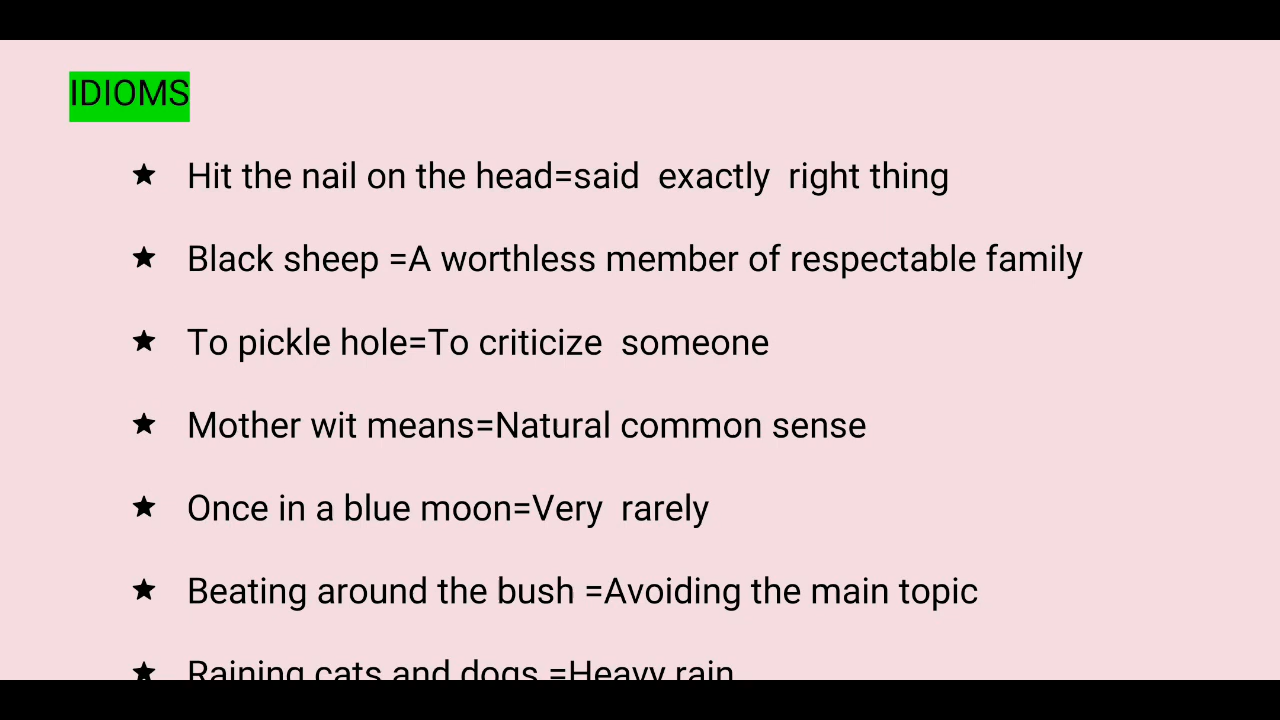 IDIOMS
★ Hit the nail on the head=said  exactly  right thing
★ Black sheep =A worthless member of respectable family
★ To pickle hole=To criticize  someone
★ Mother wit means=Natural common sense
★ Once in a blue moon=Very  rarely
★ Beating around the bush =Avoiding the main topic
★ Raining cats and dogs =Heavy rain